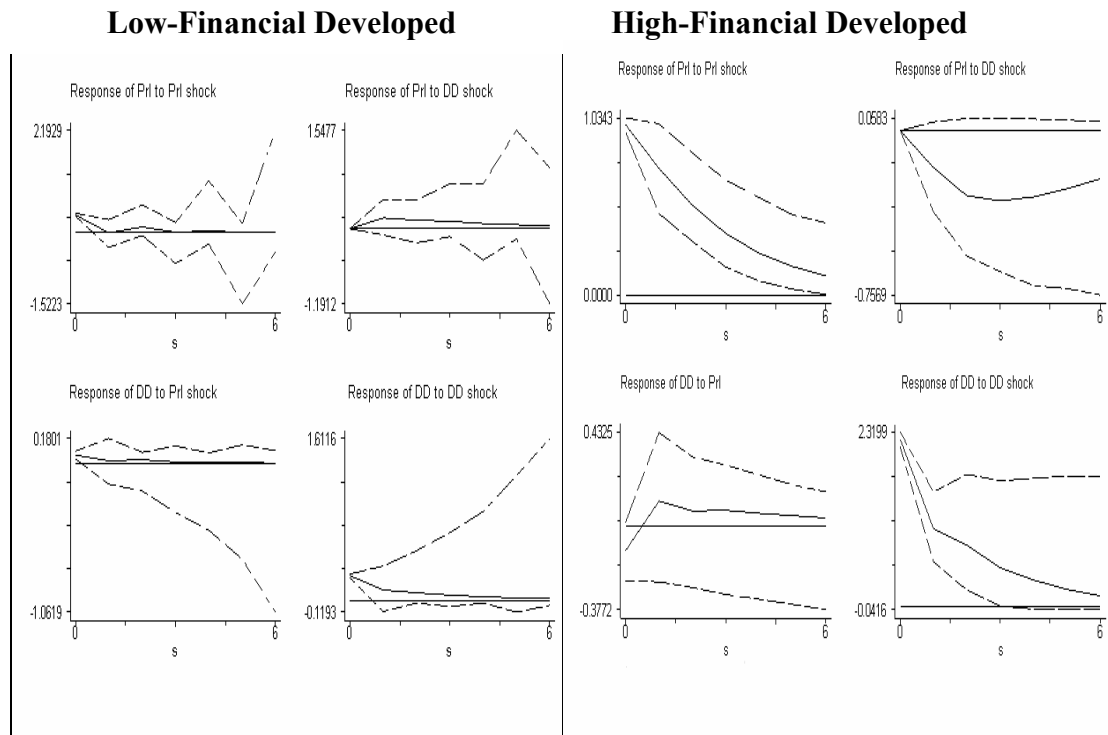 Low-Financial Developed
High-Financial Developed
Response of Prl to Prl shock
2.1929
-1.5223
0
6
s
Response of Prl to DD shock
1.5477
-1.1912
0
6
s
Response of DD to Prl shock
0.1801
-1.0619
0
6
s
Response of DD to DD shock
1.6116
-0.1193
0
6
s
Response of Prl to Prl shock
1.0343
0.0000
0
6
s
Response of Prl to DD shock
0.0583
-0.7569
0
6
s
Response of DD to Prl
0.4325
-0.3772
0
6
s
Response of DD to DD shock
2.3199
-0.0416
0
6
s